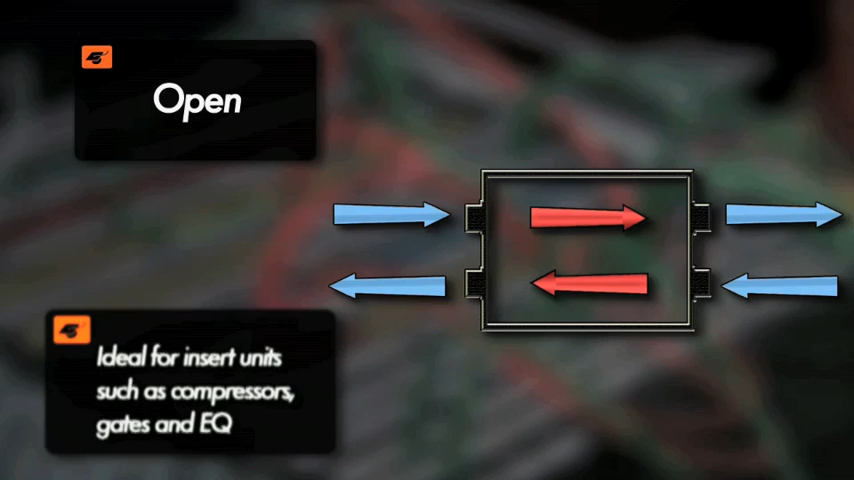 Open
Ideal for insert units
such as compressors,
gates and EQ